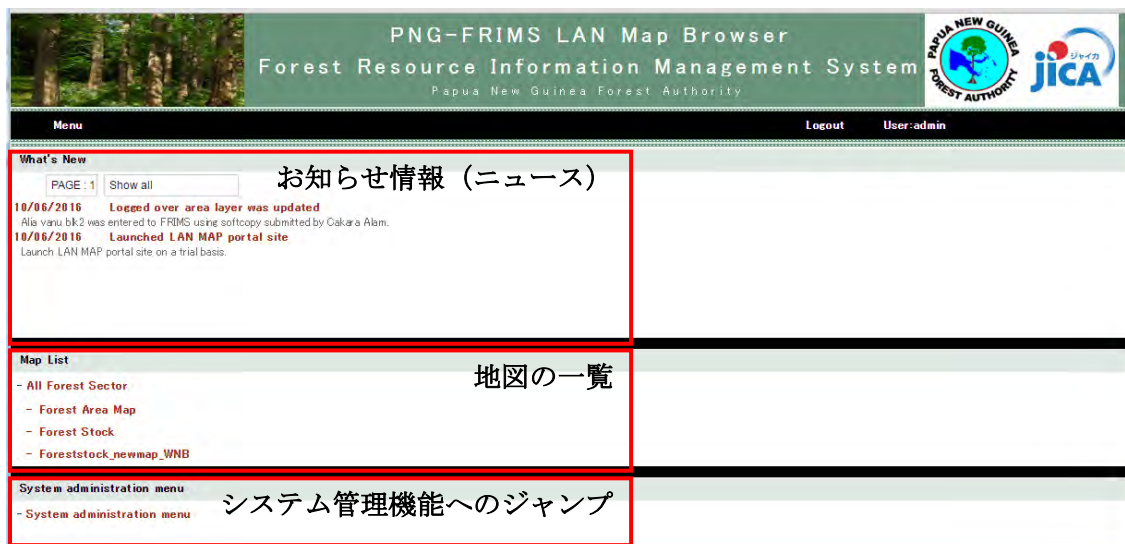 PNG-FRIMS LAN Map Browser
Forest Resource Information Management System
Papua New Guinea Forest Authority
PAPUA NEW GUINEA
FOREST AUTHORITY
ジャイカ
jICA
Menu
Logout
User:admin
What's New
お知らせ情報（ニュース）
PAGE : 1
Show all
10/06/2016 Logged over area layer was updated
Alia vanu.blk2 was entered to FRIMS using softcopy submitted by Cakara Alam.
10/06/2016 Launched LAN MAP portal site
Launch LAN MAP portal site on a trial basis.
Map List
地図の一覧
- All Forest Sector
- Forest Area Map
- Forest Stock
- Foreststock_newmap_WNB
System administration menu
システム管理機能へのジャンプ
- System administration menu